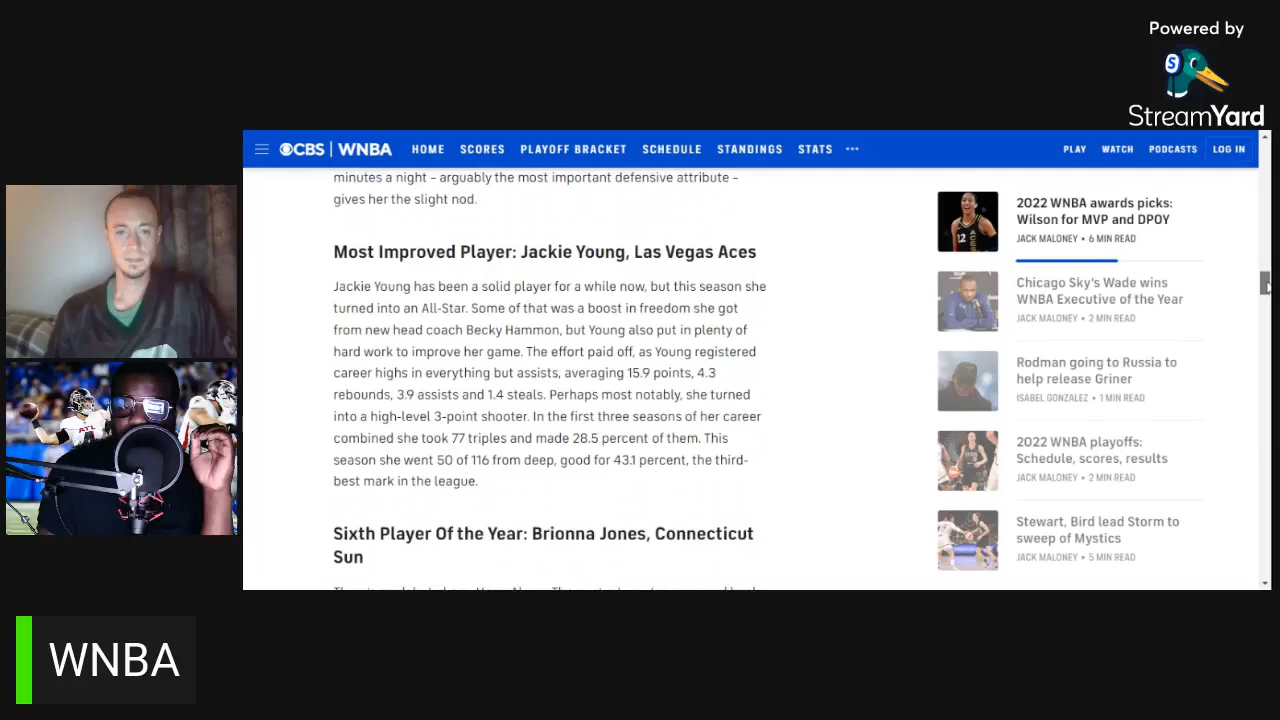 Powered by
S
StreamYard
CBS | WNBA
HOME
SCORES
PLAYOFF BRACKET
SCHEDULE
STANDINGS
STATS
PLAY
WATCH
PODCASTS
LOG IN
minutes a night – arguably the most important defensive attribute –
gives her the slight nod.
Most Improved Player: Jackie Young, Las Vegas Aces
Jackie Young has been a solid player for a while now, but this season she
turned into an All-Star. Some of that was a boost in freedom she got
from new head coach Becky Hammon, but Young also put in plenty of
hard work to improve her game. The effort paid off, as Young registered
career highs in everything but assists, averaging 15.9 points, 4.3
rebounds, 3.9 assists and 1.4 steals. Perhaps most notably, she turned
into a high-level 3-point shooter. In the first three seasons of her career
combined she took 77 triples and made 28.5 percent of them. This
season she went 50 of 116 from deep, good for 43.1 percent, the third-
best mark in the league.
Sixth Player Of the Year: Brionna Jones, Connecticut
Sun
2022 WNBA awards picks:
Wilson for MVP and DPOY
JACK MALONEY • 6 MIN READ
Chicago Sky's Wade wins
WNBA Executive of the Year
JACK MALONEY • 2 MIN READ
Rodman going to Russia to
help release Griner
ISABEL GONZALEZ • 1 MIN READ
2022 WNBA playoffs:
Schedule, scores, results
JACK MALONEY • 2 MIN READ
Stewart, Bird lead Storm to
sweep of Mystics
JACK MALONEY • 5 MIN READ
ATL
WNBA